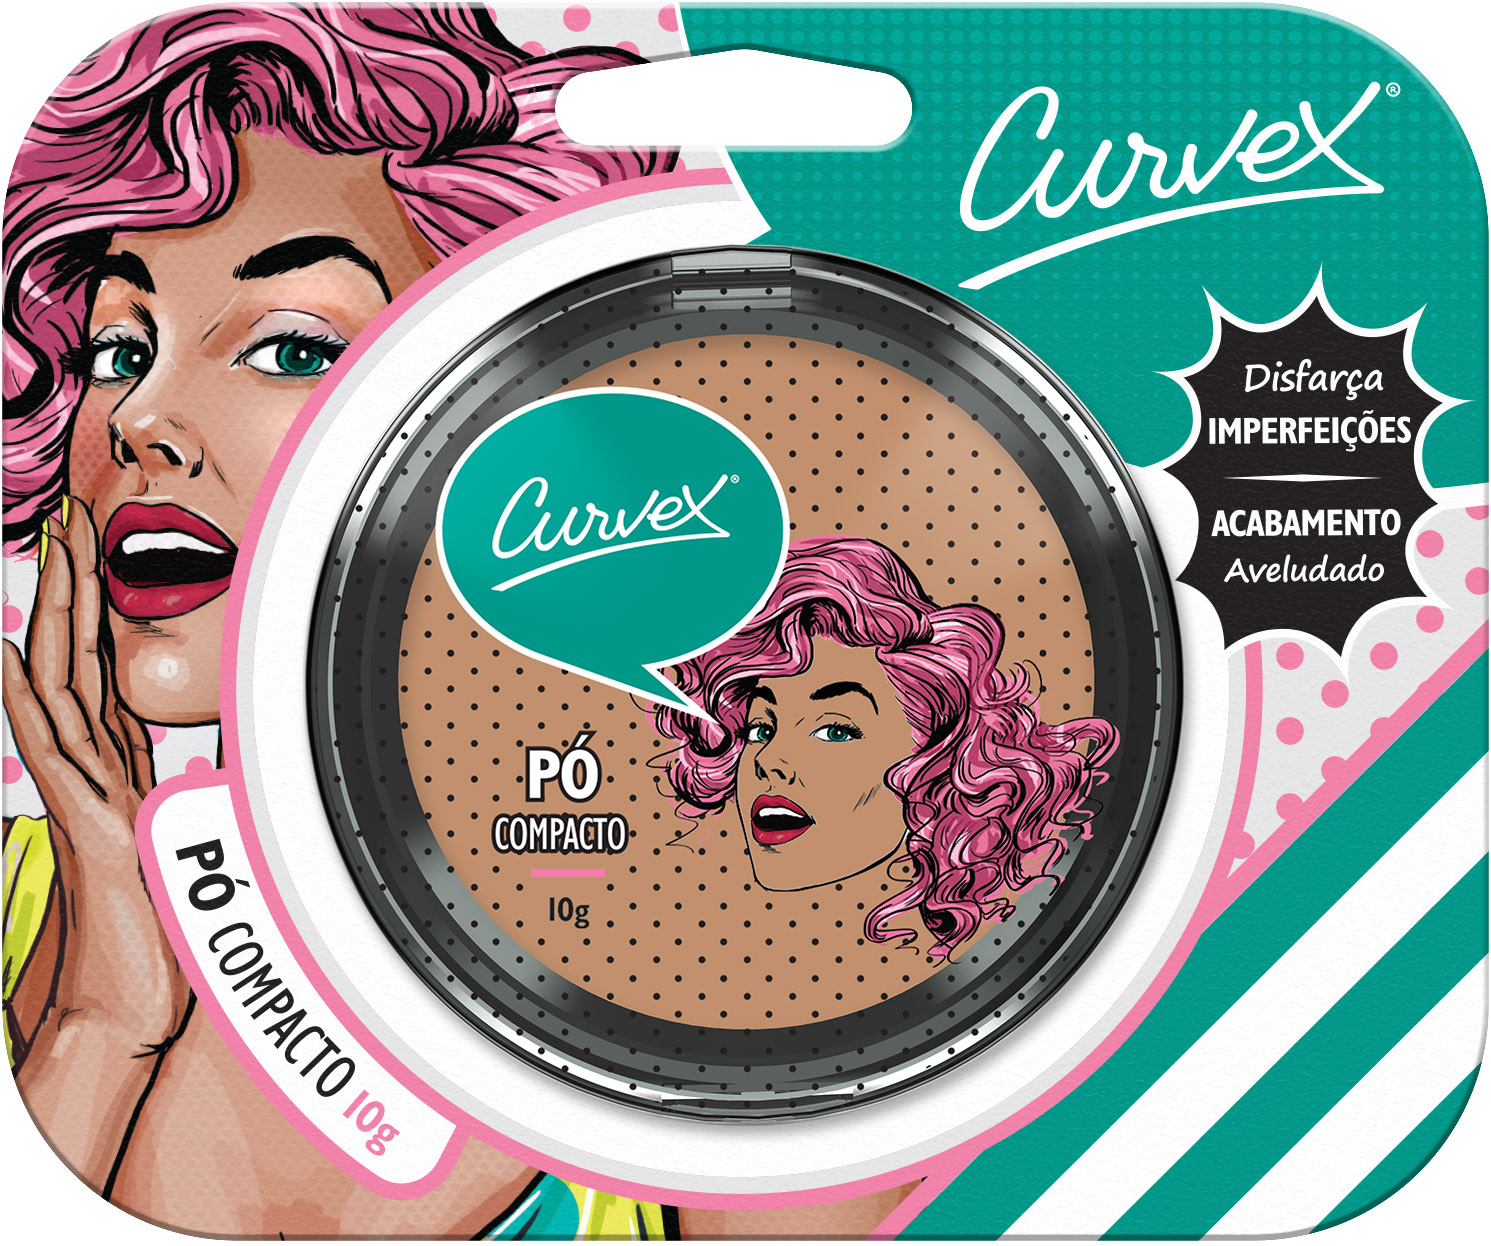 Curvex®
Disfarça
IMPERFEIÇÕES
ACABAMENTO
Aveludado
Curvex®
PÓ
COMPACTO
10g
PÓ COMPACTO 10g